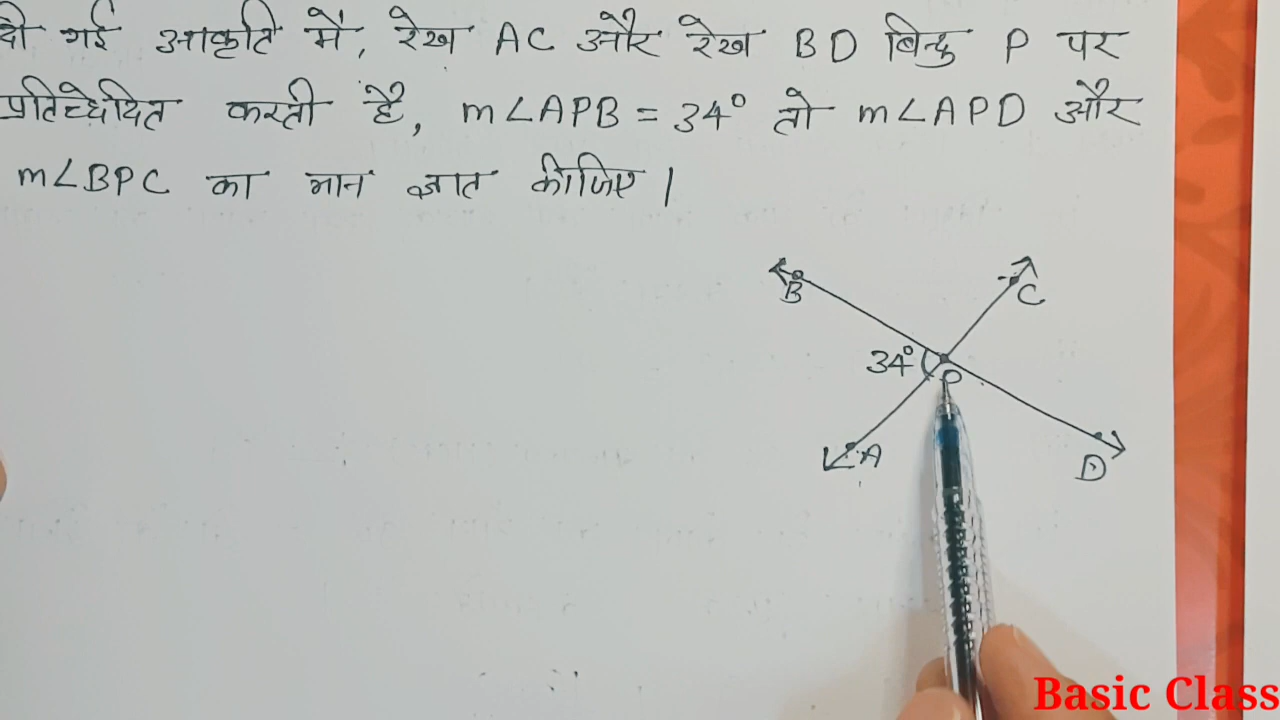 दी गई आकृति में, रेखा AC और रेखा BD बिन्दु P पर
प्रतिच्छेदित करती है, m∠APB = 34° तो m∠APD और
m∠BPC का मान ज्ञात कीजिए।
B
C
34°
P
A
D
Basic Class